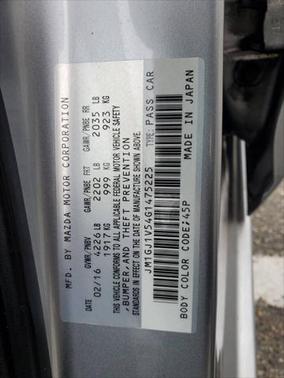 MFD. BY MAZDA MOTOR CORPORATION
02/16 GVWR/PNBV GAWR/PNBE FRT GAWR/PNBE RR
4226 LB 2202 LB 2035 LB
1917 KG 999 KG 923 KG
THIS VEHICLE CONFORMS TO ALL APPLICABLE FEDERAL MOTOR VEHICLE SAFETY
,BUMPER,AND THEFT PREVENTION
STANDARDS IN EFFECT ON THE DATE OF MANUFACTURE SHOWN ABOVE.
JM1GJ1V54G1475225 TYPE: PASS CAR
MADE IN JAPAN
BODY COLOR CODE:45P